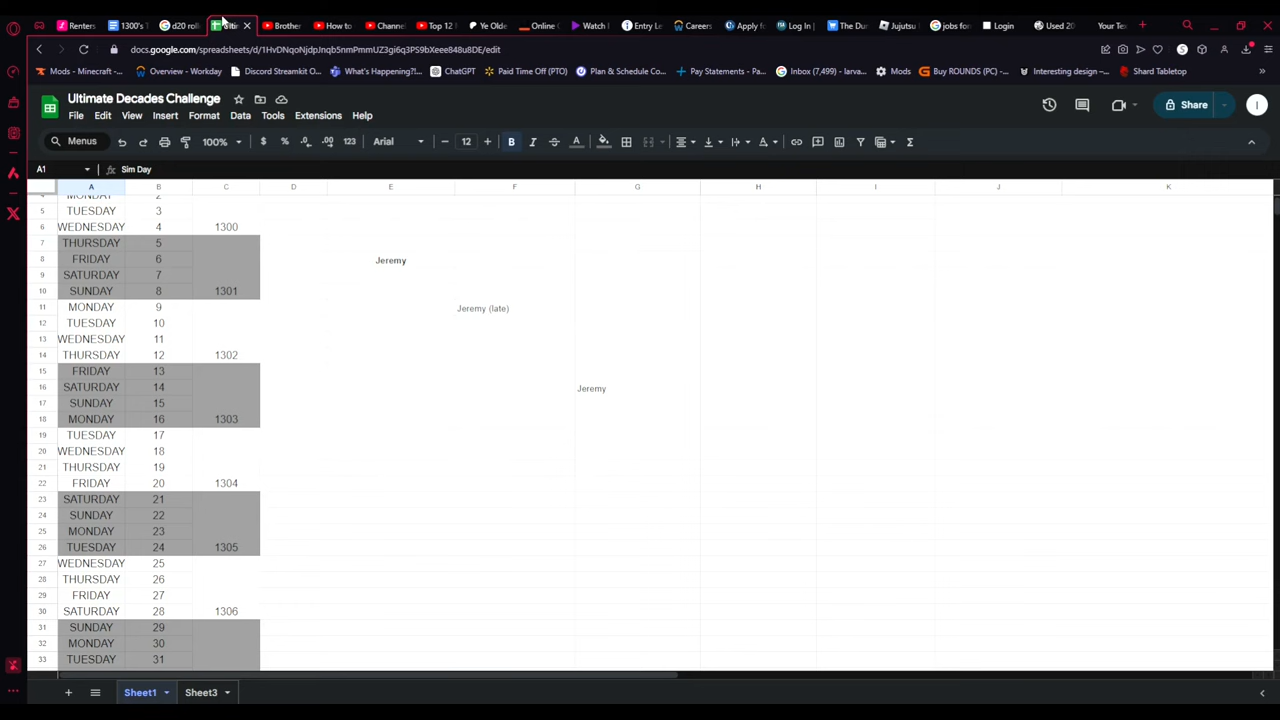 Renters
1300's T
d20 roll
Ultim
Brother
How to
Channel
Top 12
Ye Olde
Online
Watch
Entry Le
Careers
Apply fo
Log In |
The Dun
Jujutsu
jobs for
Login
Used 20
Your Te
docs.google.com/spreadsheets/d/1HvDNqoNjdpJnqb5nmPmmUZ3gi6q3PS9bXeee848u8DE/edit
Mods - Minecraft -...
Overview - Workday
Discord Streamkit O...
What's Happening!?...
ChatGPT
Paid Time Off (PTO)
Plan & Schedule Co...
Pay Statements - Pa...
Inbox (7,499) - larva...
Mods
Buy ROUNDS (PC) -...
Interesting design –...
Shard Tabletop
Ultimate Decades Challenge
File Edit View Insert Format Data Tools Extensions Help
Share
Menus 100% $ % .0 .00 123 Arial 12 B I A Σ
A1 fx Sim Day
A B C D E F G H I J K
4 MONDAY 2
5 TUESDAY 3
6 WEDNESDAY 4 1300
7 THURSDAY 5
8 FRIDAY 6 Jeremy
9 SATURDAY 7
10 SUNDAY 8 1301
11 MONDAY 9 Jeremy (late)
12 TUESDAY 10
13 WEDNESDAY 11
14 THURSDAY 12 1302
15 FRIDAY 13
16 SATURDAY 14 Jeremy
17 SUNDAY 15
18 MONDAY 16 1303
19 TUESDAY 17
20 WEDNESDAY 18
21 THURSDAY 19
22 FRIDAY 20 1304
23 SATURDAY 21
24 SUNDAY 22
25 MONDAY 23
26 TUESDAY 24 1305
27 WEDNESDAY 25
28 THURSDAY 26
29 FRIDAY 27
30 SATURDAY 28 1306
31 SUNDAY 29
32 MONDAY 30
33 TUESDAY 31
Sheet1
Sheet3